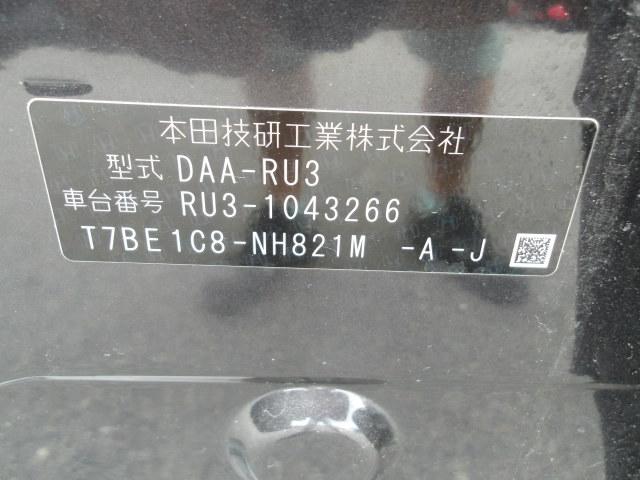 本田技研工業株式会社
型式 DAA-RU3
車台番号 RU3-1043266
T7BE1C8-NH821M -A -J